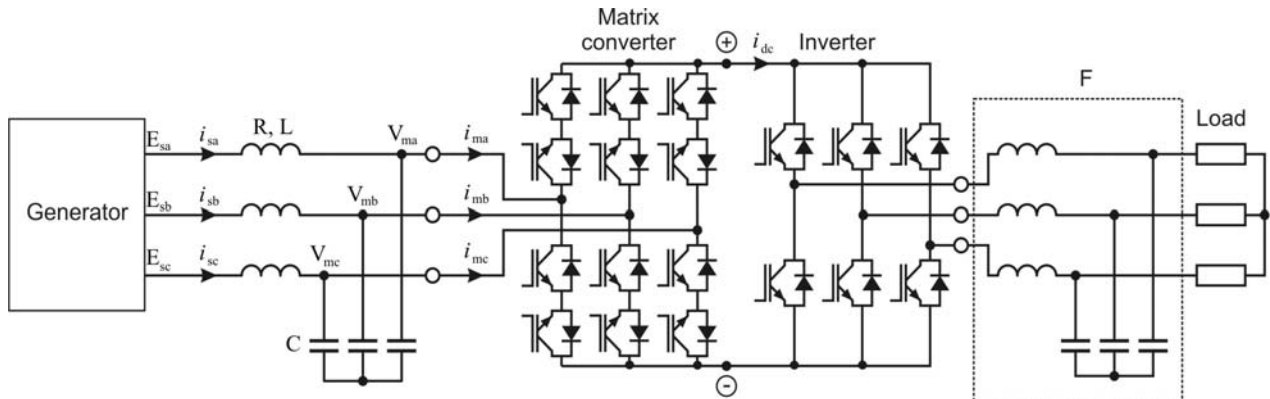 Matrix
converter
⊕
i_dc
Inverter
F
Load
Generator
E_sa
i_sa
R, L
V_ma
i_ma
E_sb
i_sb
V_mb
i_mb
E_sc
i_sc
V_mc
i_mc
C
⊖